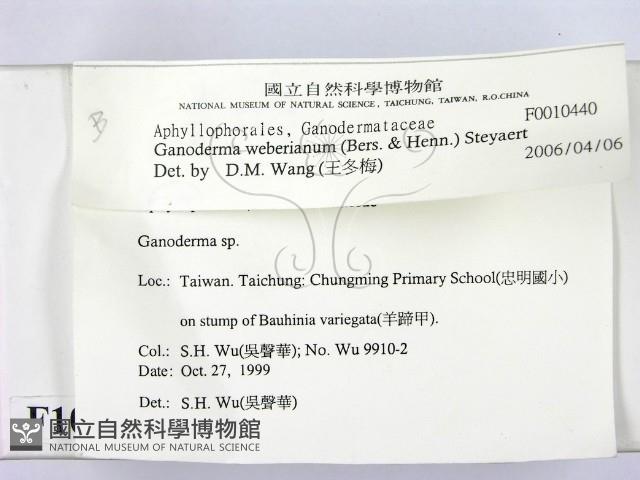 國立自然科學博物館
NATIONAL MUSEUM OF NATURAL SCIENCE, TAICHUNG, TAIWAN, R.O.CHINA
B
Aphyllophorales, Ganodermataceae F0010440
Ganoderma weberianum (Bers. & Henn.) Steyaert
Det. by D.M. Wang (王冬梅) 2006/04/06
Ganoderma sp.
Loc.: Taiwan. Taichung: Chungming Primary School(忠明國小)
on stump of Bauhinia variegata(羊蹄甲).
Col.: S.H. Wu(吳聲華); No. Wu 9910-2
Date: Oct. 27, 1999
Det.: S.H. Wu(吳聲華)
國立自然科學博物館
NATIONAL MUSEUM OF NATURAL SCIENCE